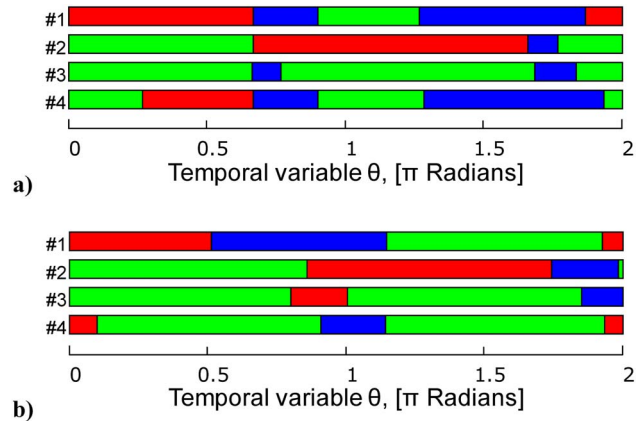 #1
#2
#3
#4
0 0.5 1 1.5 2
Temporal variable θ, [π Radians]
a)
#1
#2
#3
#4
0 0.5 1 1.5 2
Temporal variable θ, [π Radians]
b)